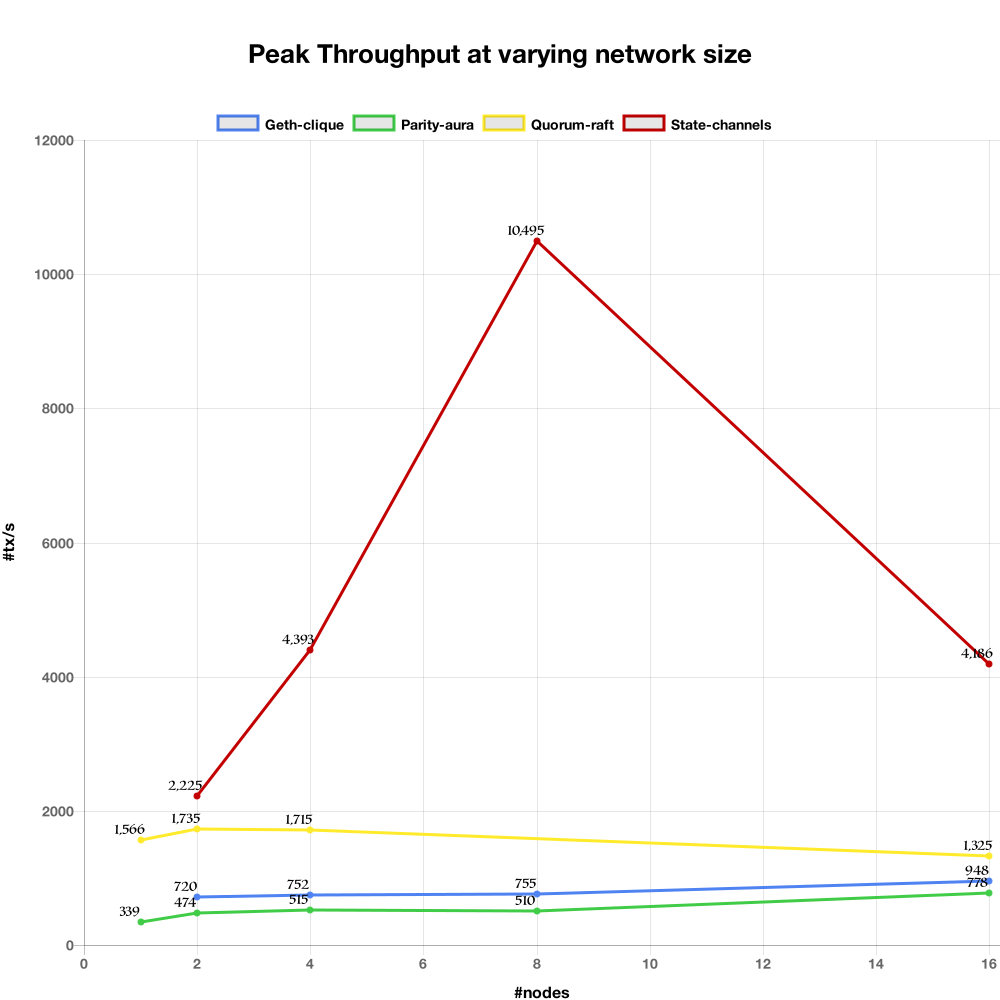 Peak Throughput at varying network size
Geth-clique Parity-aura Quorum-raft State-channels
12000
10,495
10000
8000
#tx/s
6000
4,393
4,186
4000
2,225
2000
1,566 1,735 1,715
1,325
948
720 752 755
778
474 515 510
339
0
0 2 4 6 8 10 12 14 16
#nodes